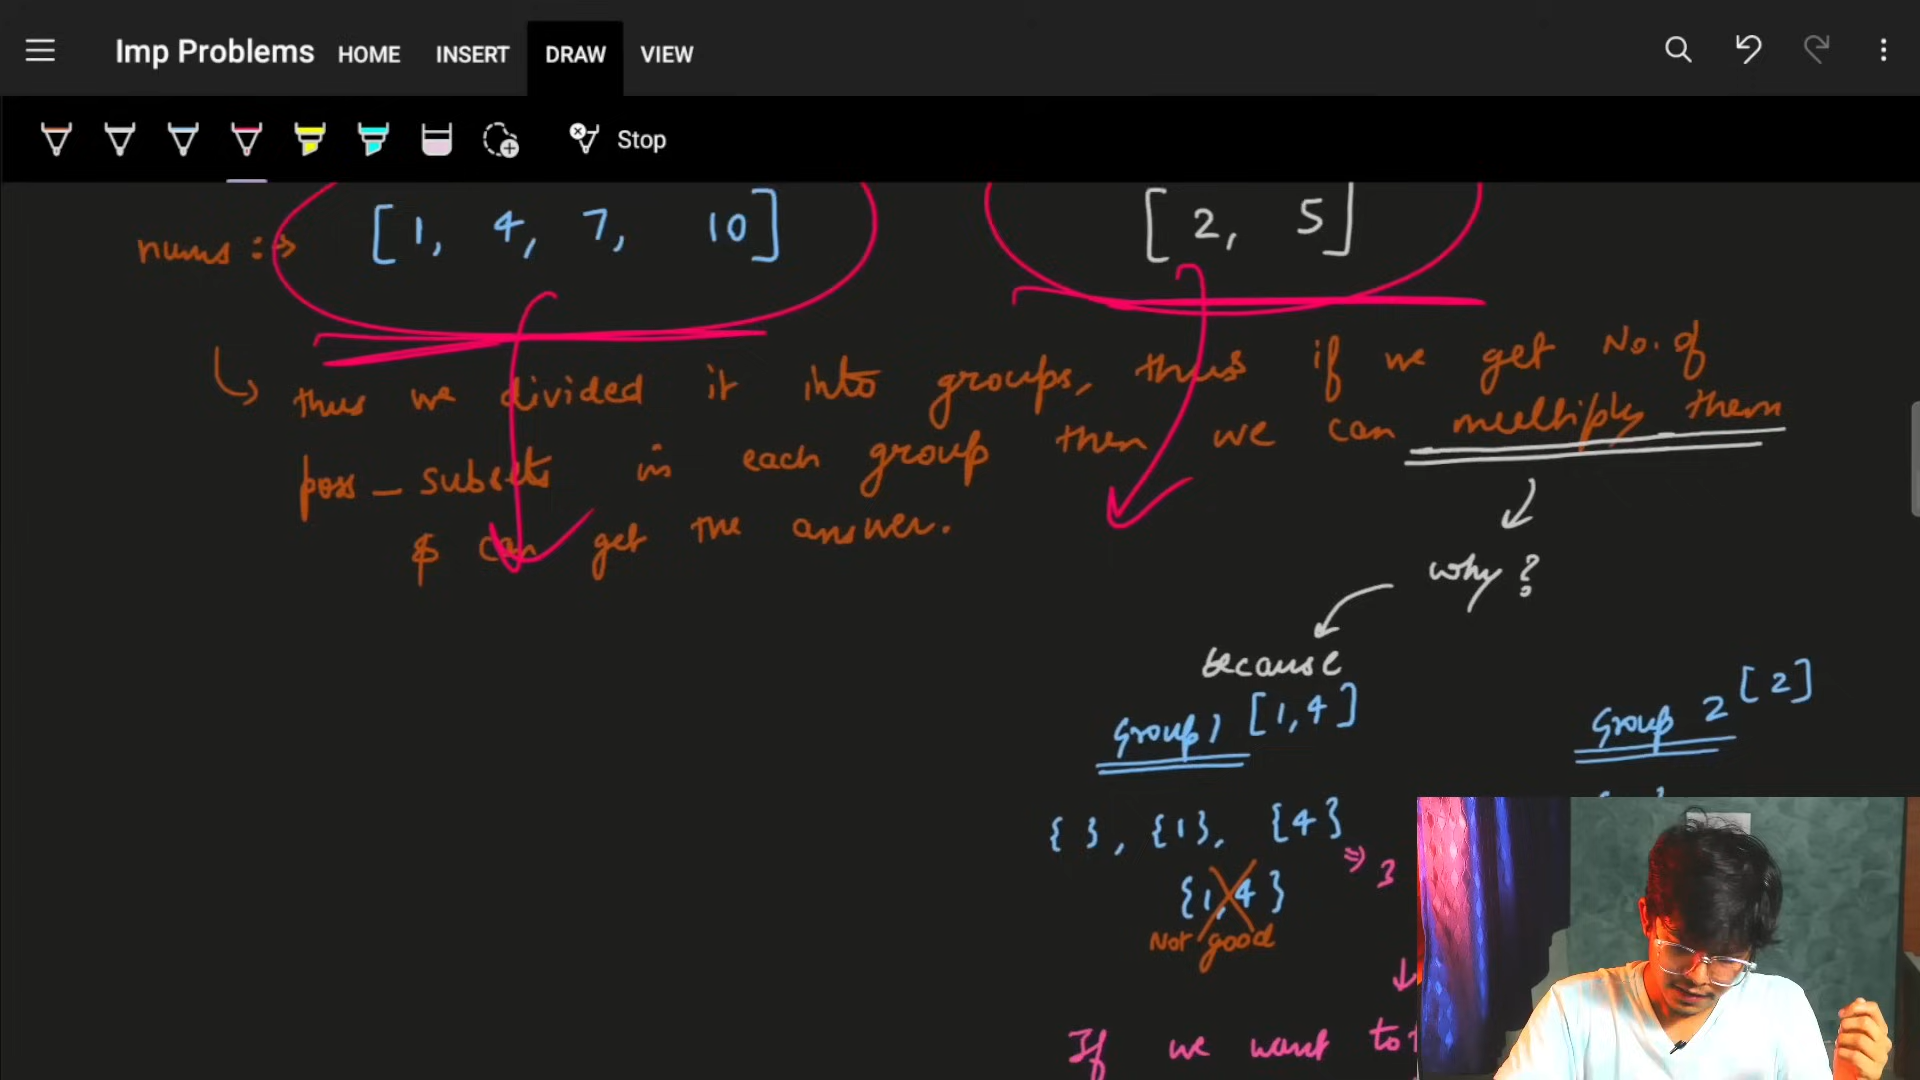 Imp Problems HOME INSERT DRAW VIEW
Stop
nums :→ [1, 4, 7, 10] [2, 5]
thus we divided it into groups, thus if we get No. of
poss_subsets in each group then we can multiply them
$ can get the answer.
why?
because
Group 1 [1,4] Group 2 [2]
{ }, {1}, {4}
{1,4} ⇒ 3
Not good
If we want to